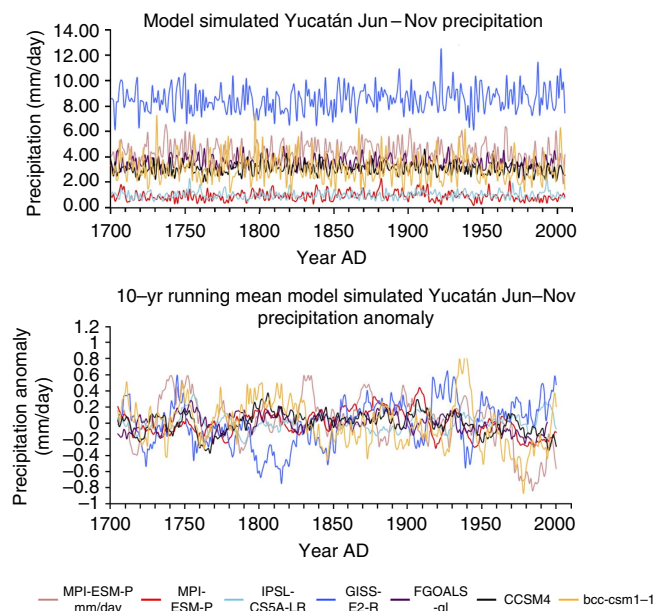 Model simulated Yucatán Jun–Nov precipitation
14.00
12.00
10.00
8.00
6.00
4.00
2.00
0.00
Precipitation (mm/day)
1700 1750 1800 1850 1900 1950 2000
Year AD
10–yr running mean model simulated Yucatán Jun–Nov
precipitation anomaly
1.2
1
0.8
0.6
0.4
0.2
0
–0.2
–0.4
–0.6
–0.8
–1
Precipitation anomaly
(mm/day)
1700 1750 1800 1850 1900 1950 2000
Year AD
MPI-ESM-P
mm/day
MPI-
ESM-P
IPSL-
CS5A-LR
GISS-
E2-R
FGOALS
-gl
CCSM4
bcc-csm1–1